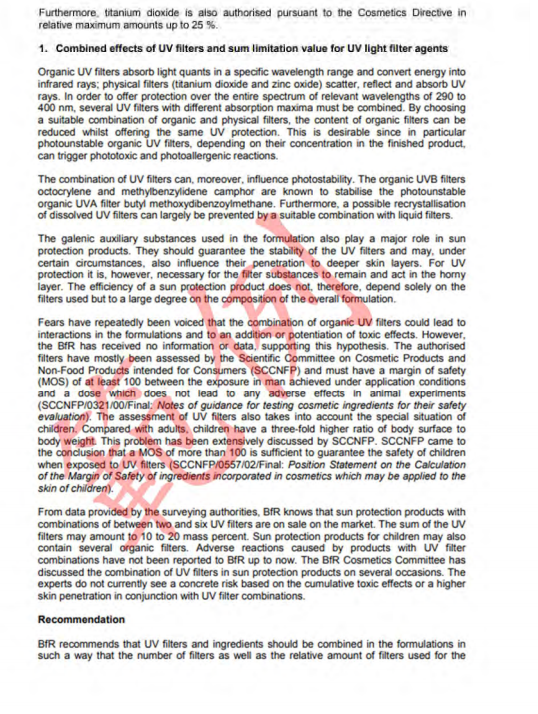 Furthermore, titanium dioxide is also authorised pursuant to the Cosmetics Directive in
relative maximum amounts up to 25 %.
1. Combined effects of UV filters and sum limitation value for UV light filter agents
Organic UV filters absorb light quants in a specific wavelength range and convert energy into
infrared rays; physical filters (titanium dioxide and zinc oxide) scatter, reflect and absorb UV
rays. In order to offer protection over the entire spectrum of relevant wavelengths of 290 to
400 nm, several UV filters with different absorption maxima must be combined. By choosing
a suitable combination of organic and physical filters, the content of organic filters can be
reduced whilst offering the same UV protection. This is desirable since in particular
photounstable organic UV filters, depending on their concentration in the finished product,
can trigger phototoxic and photoallergenic reactions.
The combination of UV filters can, moreover, influence photostability. The organic UVB filters
octocrylene and methylbenzylidene camphor are known to stabilise the photounstable
organic UVA filter butyl methoxydibenzoylmethane. Furthermore, a possible recrystallisation
of dissolved UV filters can largely be prevented by a suitable combination with liquid filters.
The galenic auxiliary substances used in the formulation also play a major role in sun
protection products. They should guarantee the stability of the UV filters and may, under
certain circumstances, also influence their penetration to deeper skin layers. For UV
protection it is, however, necessary for the filter substances to remain and act in the horny
layer. The efficiency of a sun protection product does not, therefore, depend solely on the
filters used but to a large degree on the composition of the overall formulation.
Fears have repeatedly been voiced that the combination of organic UV filters could lead to
interactions in the formulations and to an addition or potentiation of toxic effects. However,
the BfR has received no information or data, supporting this hypothesis. The authorised
filters have mostly been assessed by the Scientific Committee on Cosmetic Products and
Non-Food Products intended for Consumers (SCCNFP) and must have a margin of safety
(MOS) of at least 100 between the exposure in man achieved under application conditions
and a dose which does not lead to any adverse effects in animal experiments
(SCCNFP/0321/00/Final: Notes of guidance for testing cosmetic ingredients for their safety
evaluation). The assessment of UV filters also takes into account the special situation of
children. Compared with adults, children have a three-fold higher ratio of body surface to
body weight. This problem has been extensively discussed by SCCNFP. SCCNFP came to
the conclusion that a MOS of more than 100 is sufficient to guarantee the safety of children
when exposed: UV filters (SCCNFP/0557/02/Final: Position Statement on the Calculation
of the Margin of Safety of ingredients incorporated in cosmetics which may be applied to the
skin of children).
From data provided by the surveying authorities, BfR knows that sun protection products with
combinations of between two and six UV filters are on sale on the market. The sum of the UV
filters may amount to 10 to 20 mass percent. Sun protection products for children may also
contain several organic filters. Adverse reactions caused by products with UV filter
combinations have not been reported to BfR up to now. The BfR Cosmetics Committee has
discussed the combination of UV filters in sun protection products on several occasions. The
experts do not currently see a concrete risk based on the cumulative toxic effects or a higher
skin penetration in conjunction with UV filter combinations.
Recommendation
BfR recommends that UV filters and ingredients should be combined in the formulations in
such a way that the number of filters as well as the relative amount of filters used for the
範例